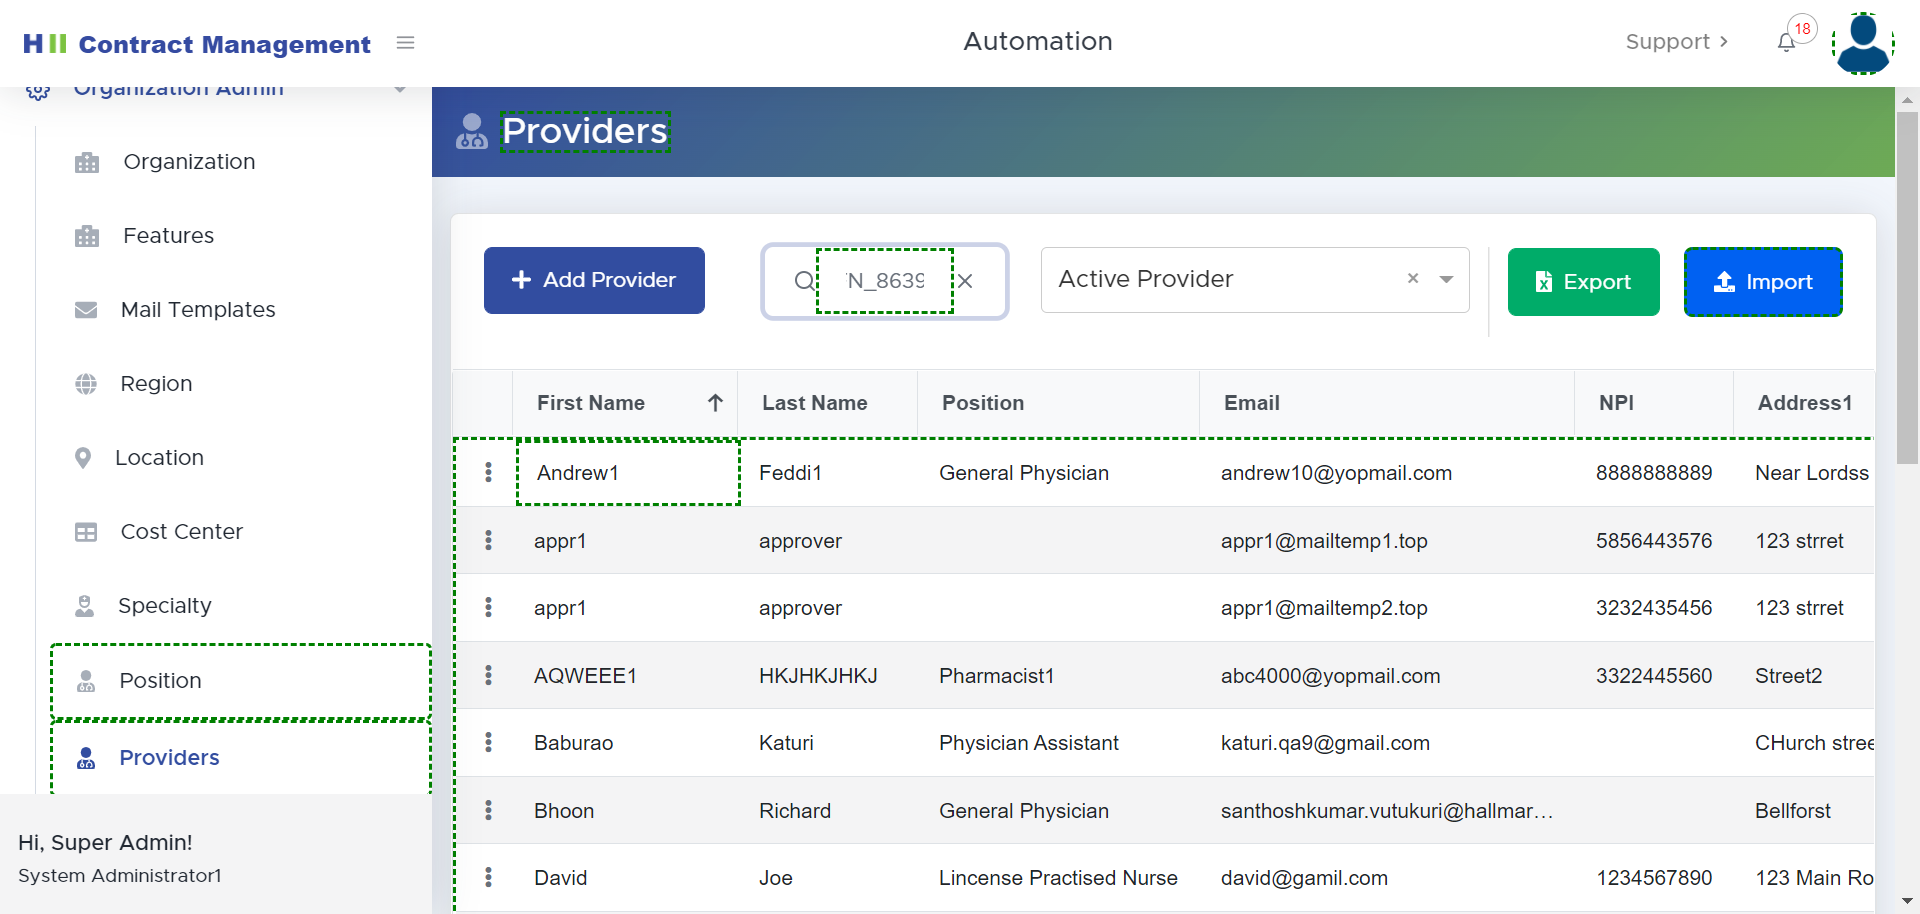 HII Contract Management
Automation
Support
18
Organization Admin
Organization
Features
Mail Templates
Region
Location
Cost Center
Specialty
Position
Providers
Hi, Super Admin!
System Administrator1
Providers
Add Provider
N_8639
Active Provider
Export
Import
First Name Last Name Position Email NPI Address1
Andrew1 Feddi1 General Physician andrew10@yopmail.com 8888888889 Near Lordss
appr1 approver appr1@mailtemp1.top 5856443576 123 strret
appr1 approver appr1@mailtemp2.top 3232435456 123 strret
AQWEEE1 HKJHKJHKJ Pharmacist1 abc4000@yopmail.com 3322445560 Street2
Baburao Katuri Physician Assistant katuri.qa9@gmail.com CHurch stree
Bhoon Richard General Physician santhoshkumar.vutukuri@hallmar... Bellforst
David Joe Lincense Practised Nurse david@gamil.com 1234567890 123 Main Ro